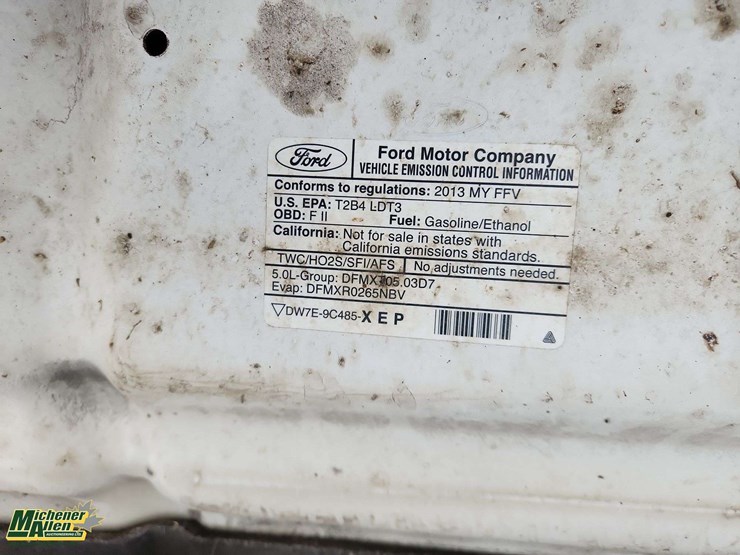 Ford
Ford Motor Company
VEHICLE EMISSION CONTROL INFORMATION
Conforms to regulations: 2013 MY FFV
U.S. EPA: T2B4 LDT3
OBD: F II Fuel: Gasoline/Ethanol
California: Not for sale in states with
California emissions standards.
TWC/HO2S/SFI/AFS No adjustments needed.
5.0L-Group: DFMXT05.03D7
Evap: DFMXR0265NBV
DW7E-9C485-XEP
Michener
Allen
AUCTIONEERING LTD.